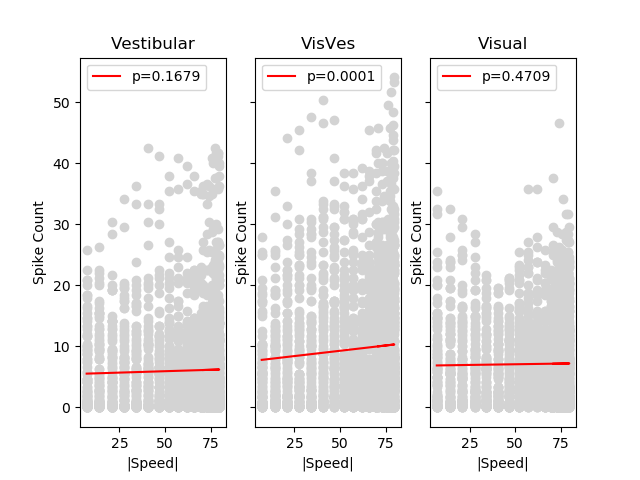 Vestibular VisVes Visual
p=0.1679 p=0.0001 p=0.4709
50
40
30
20
10
0
Spike Count Spike Count Spike Count
25 50 75 25 50 75 25 50 75
|Speed| |Speed| |Speed|